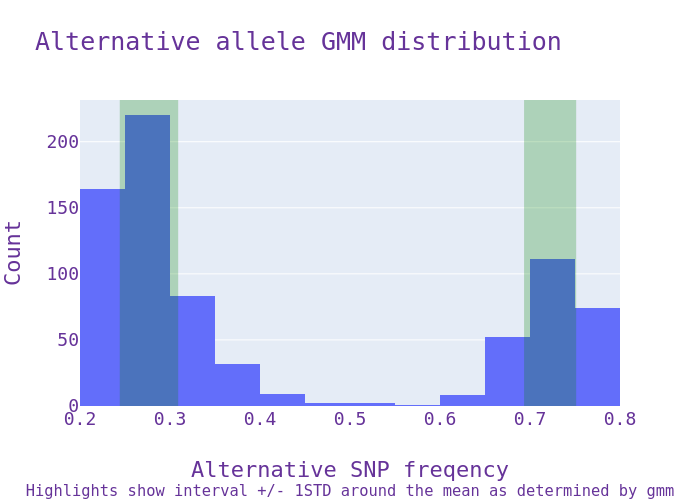 Alternative allele GMM distribution
200
150
100
50
0
Count
0.2 0.3 0.4 0.5 0.6 0.7 0.8
Alternative SNP freqency
Highlights show interval +/- 1STD around the mean as determined by gmm